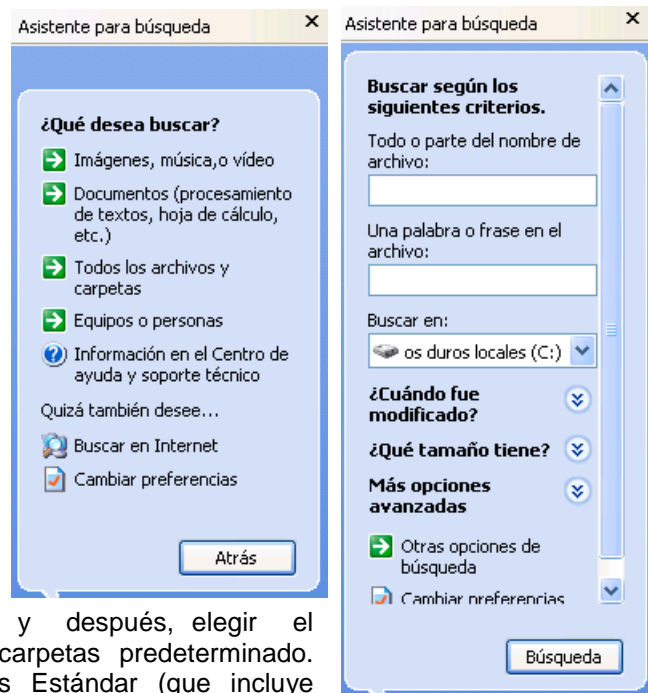 Asistente para búsqueda
¿Qué desea buscar?
Imágenes, música,o vídeo
Documentos (procesamiento
de textos, hoja de cálculo,
etc.)
Todos los archivos y
carpetas
Equipos o personas
Información en el Centro de
ayuda y soporte técnico
Quizá también desee...
Buscar en Internet
Cambiar preferencias
Atrás
Asistente para búsqueda
Buscar según los
siguientes criterios.
Todo o parte del nombre de
archivo:
Una palabra o frase en el
archivo:
Buscar en:
os duros locales (C:)
¿Cuándo fue
modificado?
¿Qué tamaño tiene?
Más opciones
avanzadas
Otras opciones de
búsqueda
Cambiar preferencias
Búsqueda
y después, elegir el
carpetas predeterminado.
s Estándar (que incluye